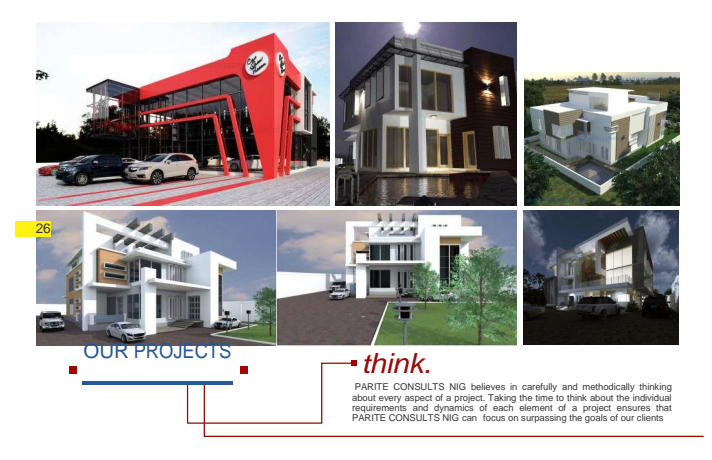 26
OUR PROJECTS
think.
PARITE CONSULTS NIG believes in carefully and methodically thinking
about every aspect of a project. Taking the time to think about the individual
requirements and dynamics of each element of a project ensures that
PARITE CONSULTS NIG can focus on surpassing the goals of our clients